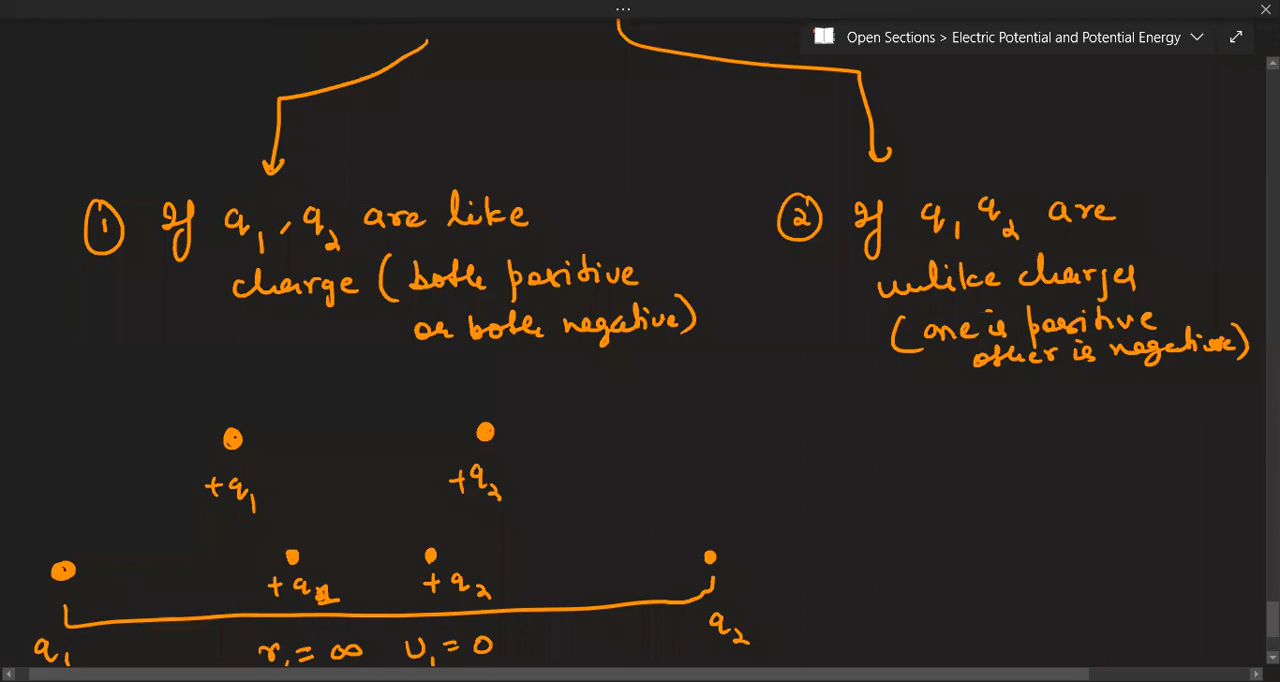 Open Sections > Electric Potential and Potential Energy
① If q₁, q₂ are like
charge (both positive
or both negative)
② If q₁ q₂ are
unlike charges
(one is positive
other is negative)
+q₁ +q₂
+q₂ +q₂
q₁ q₂
r₁ = ∞ U₁ = 0